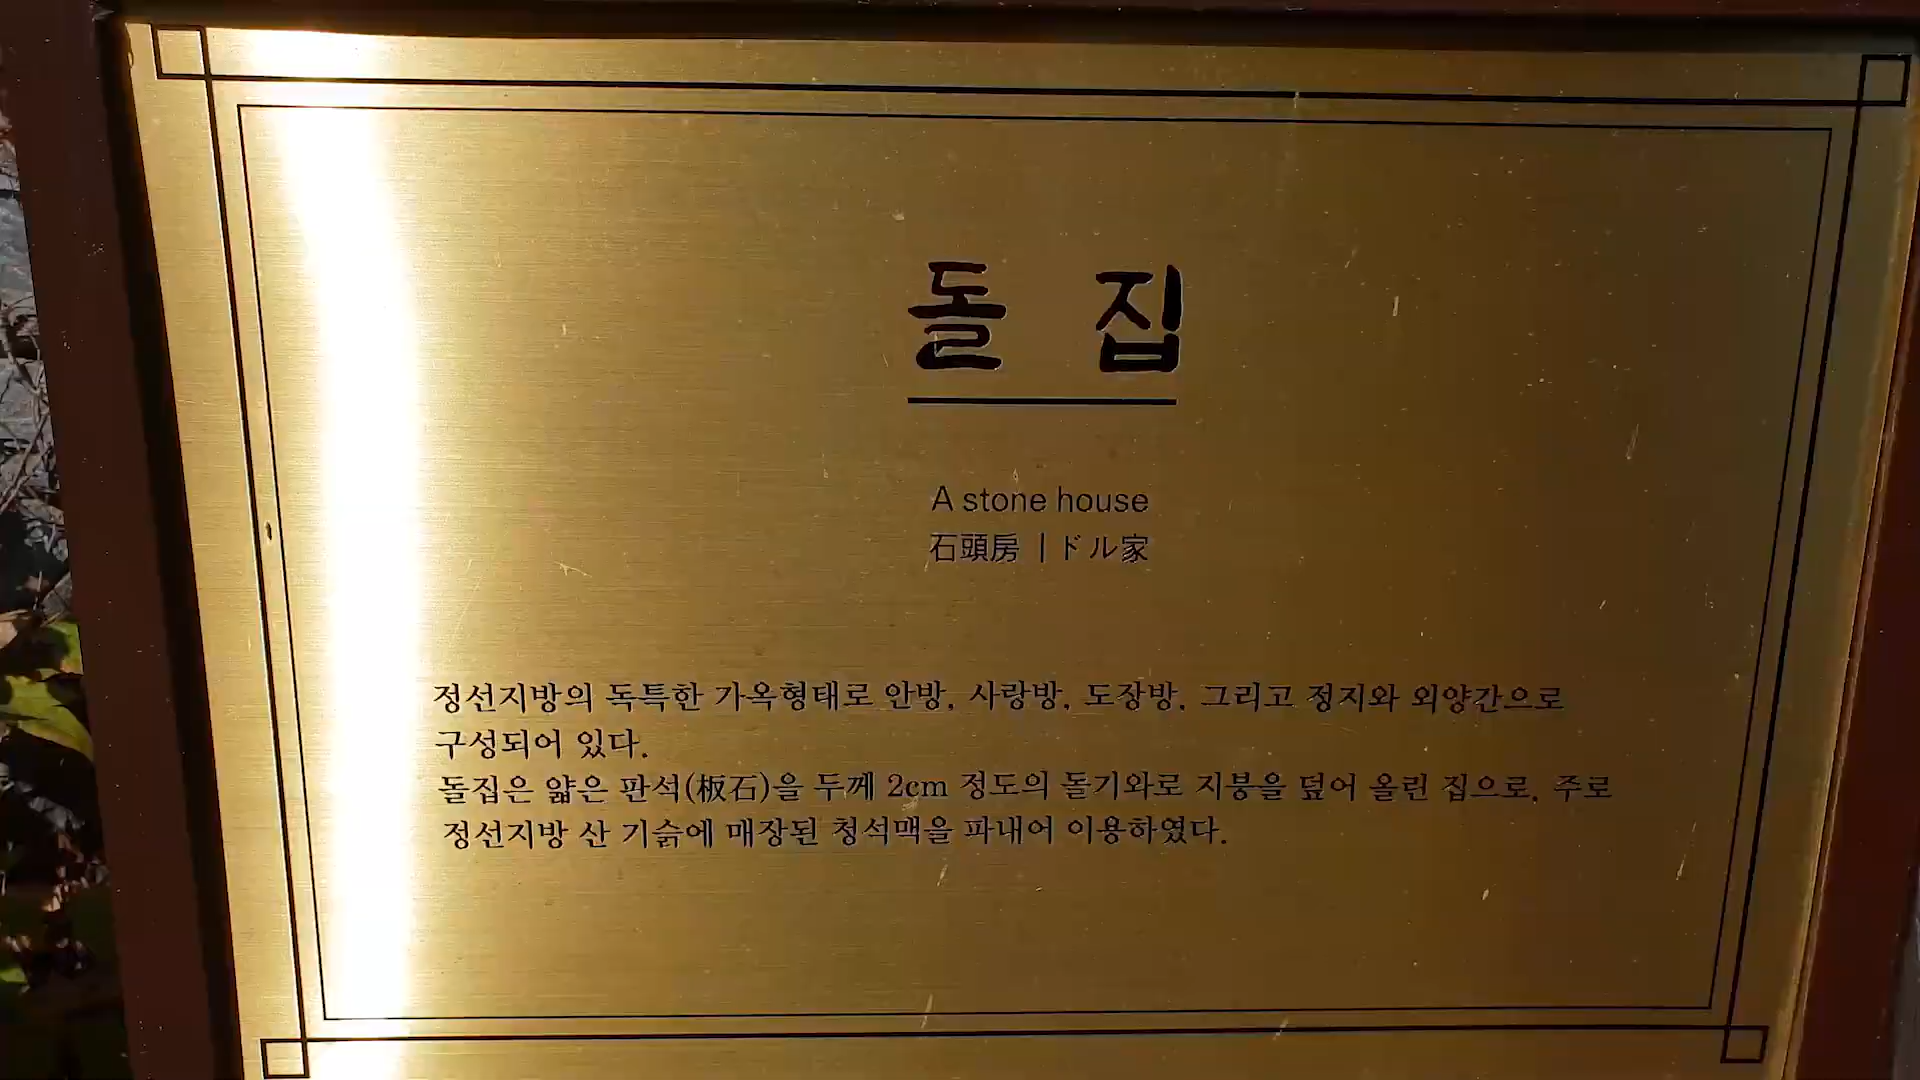 돌 집
A stone house
石頭房 | ドル家
정선지방의 독특한 가옥형태로 안방, 사랑방, 도장방, 그리고 정지와 외양간으로
구성되어 있다.
돌집은 얇은 판석(板石)을 두께 2cm 정도의 돌기와로 지붕을 덮어 올린 집으로, 주로
정선지방 산 기슭에 매장된 청석맥을 파내어 이용하였다.